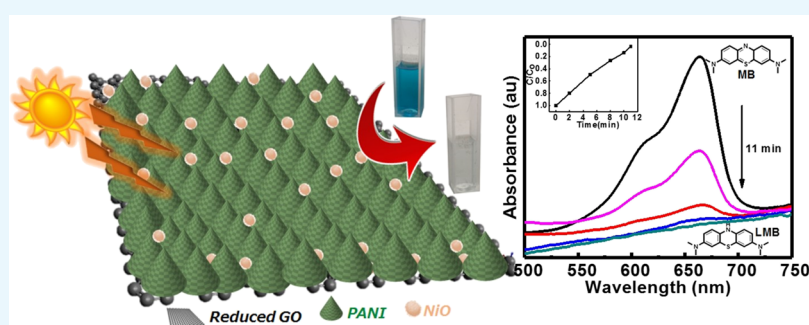 Reduced GO
PANI
NiO
Absorbance (au)
C/C₀
0.0
0.2
0.4
0.6
0.8
1.0
0 2 4 6 8 10 12
Time(min)
N
N S N
MB
11 min
N
N S N
LMB
500 550 600 650 700 750
Wavelength (nm)